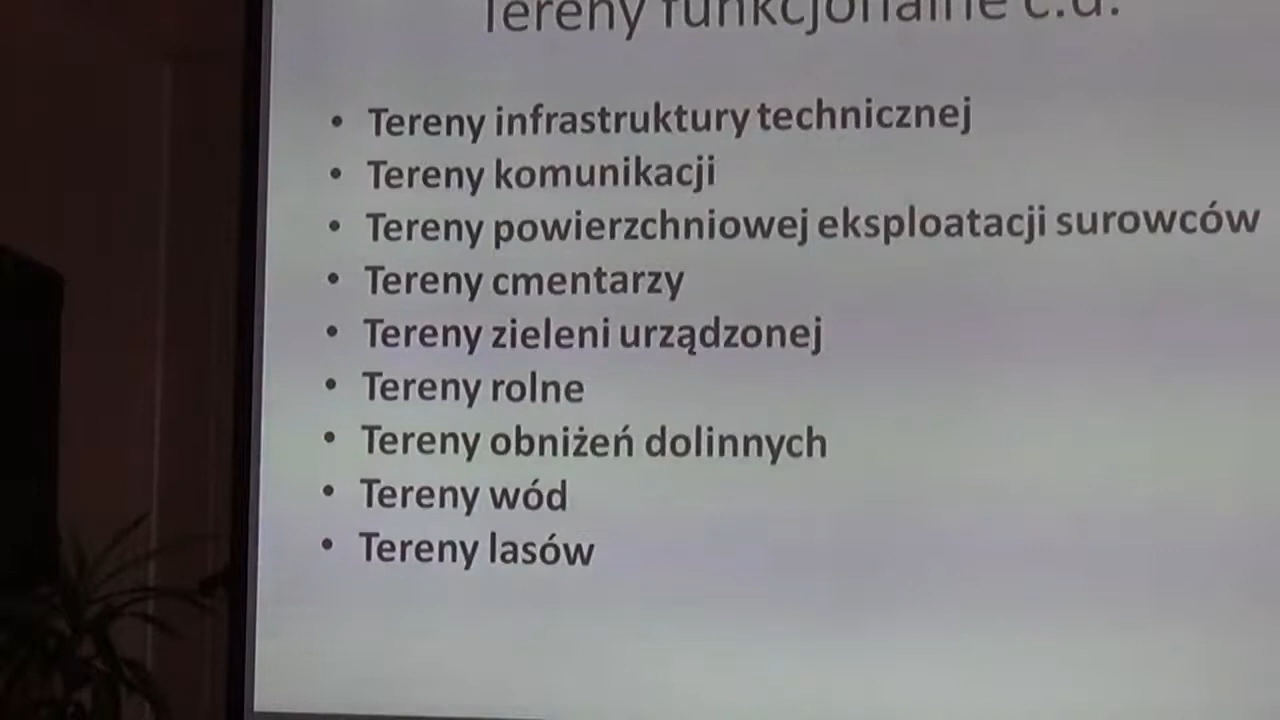 Tereny funkcjonalne c.d.
• Tereny infrastruktury technicznej
• Tereny komunikacji
• Tereny powierzchniowej eksploatacji surowców
• Tereny cmentarzy
• Tereny zieleni urządzonej
• Tereny rolne
• Tereny obniżeń dolinnych
• Tereny wód
• Tereny lasów